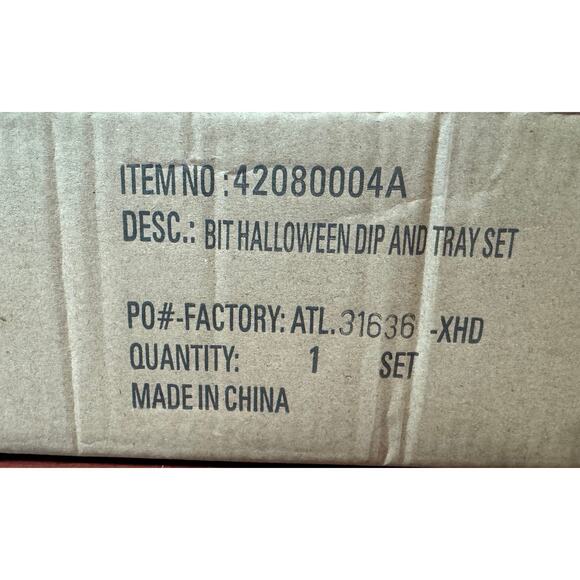 ITEM NO : 42080004A
DESC.: BIT HALLOWEEN DIP AND TRAY SET
PO#-FACTORY: ATL. 31636 -XHD
QUANTITY: 1 SET
MADE IN CHINA